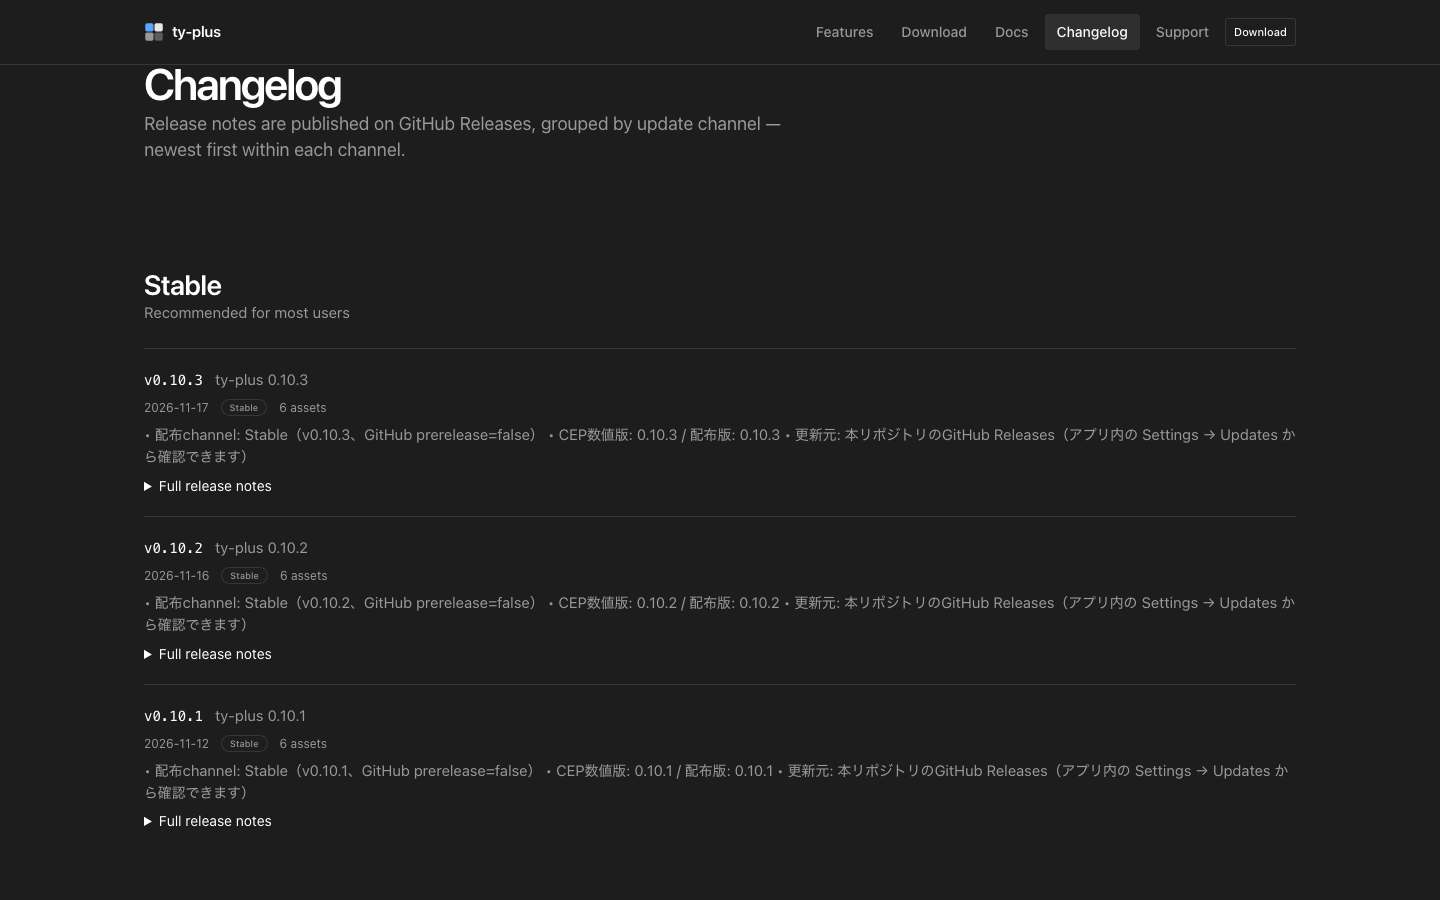 ty-plus
Features
Download
Docs
Changelog
Support
Download
Changelog
Release notes are published on GitHub Releases, grouped by update channel —
newest first within each channel.
Stable
Recommended for most users
v0.10.3 ty-plus 0.10.3
2026-11-17 Stable 6 assets
• 配布channel: Stable（v0.10.3、GitHub prerelease=false） • CEP数値版: 0.10.3 / 配布版: 0.10.3 • 更新元: 本リポジトリのGitHub Releases（アプリ内の Settings → Updates か
ら確認できます）
▶ Full release notes
v0.10.2 ty-plus 0.10.2
2026-11-16 Stable 6 assets
• 配布channel: Stable（v0.10.2、GitHub prerelease=false） • CEP数値版: 0.10.2 / 配布版: 0.10.2 • 更新元: 本リポジトリのGitHub Releases（アプリ内の Settings → Updates か
ら確認できます）
▶ Full release notes
v0.10.1 ty-plus 0.10.1
2026-11-12 Stable 6 assets
• 配布channel: Stable（v0.10.1、GitHub prerelease=false） • CEP数値版: 0.10.1 / 配布版: 0.10.1 • 更新元: 本リポジトリのGitHub Releases（アプリ内の Settings → Updates か
ら確認できます）
▶ Full release notes